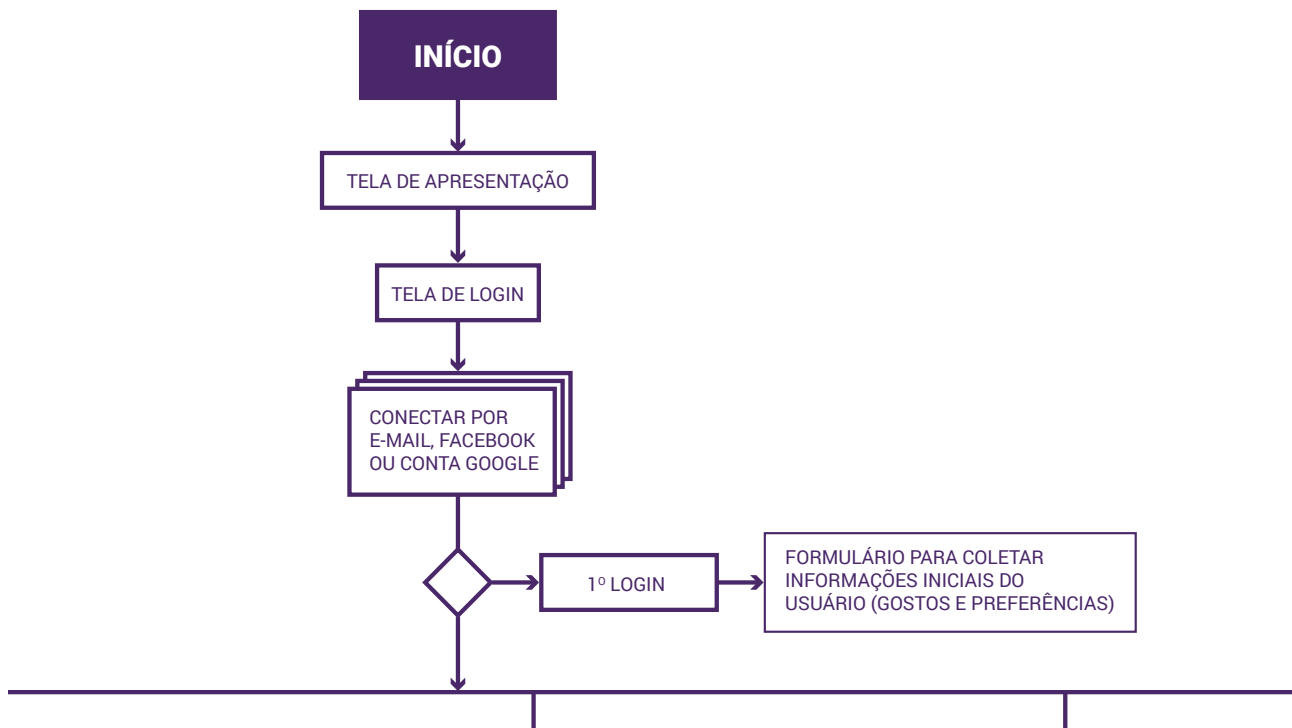 INÍCIO
TELA DE APRESENTAÇÃO
TELA DE LOGIN
CONECTAR POR
E-MAIL, FACEBOOK
OU CONTA GOOGLE
1º LOGIN
FORMULÁRIO PARA COLETAR
INFORMAÇÕES INICIAIS DO
USUÁRIO (GOSTOS E PREFERÊNCIAS)